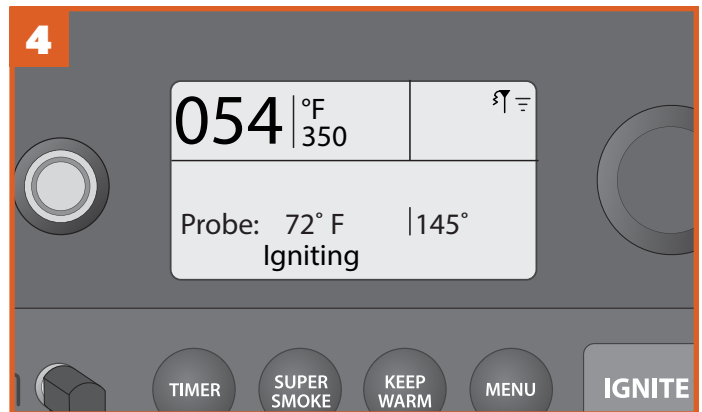 4
054 °F
350
Probe: 72° F 145°
Igniting
TIMER SUPER SMOKE KEEP WARM MENU IGNITE